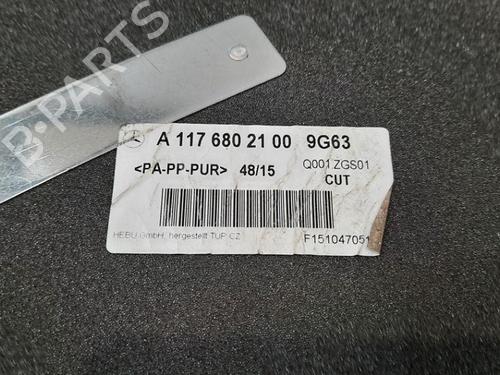 B-PARTS
A 117 680 21 00 9G63
<PA-PP-PUR> 48/15 Q001 ZGS01
CUT
HEBU GmbH, hergestellt TUP CZ F151047051